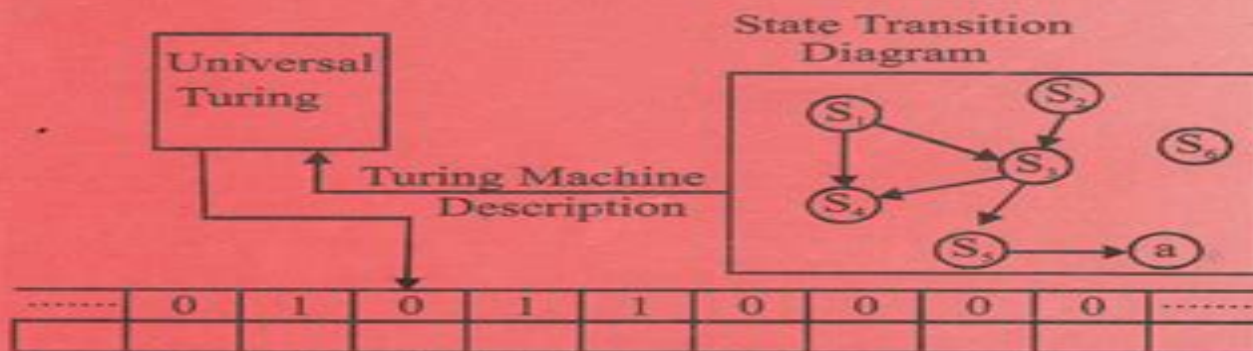 State Transition
Diagram
Universal
Turing
S₁
S₂
S₃
S₆
Turing Machine
Description
S₄
S₅
a
........ 0 1 0 1 1 0 0 0 0 ........